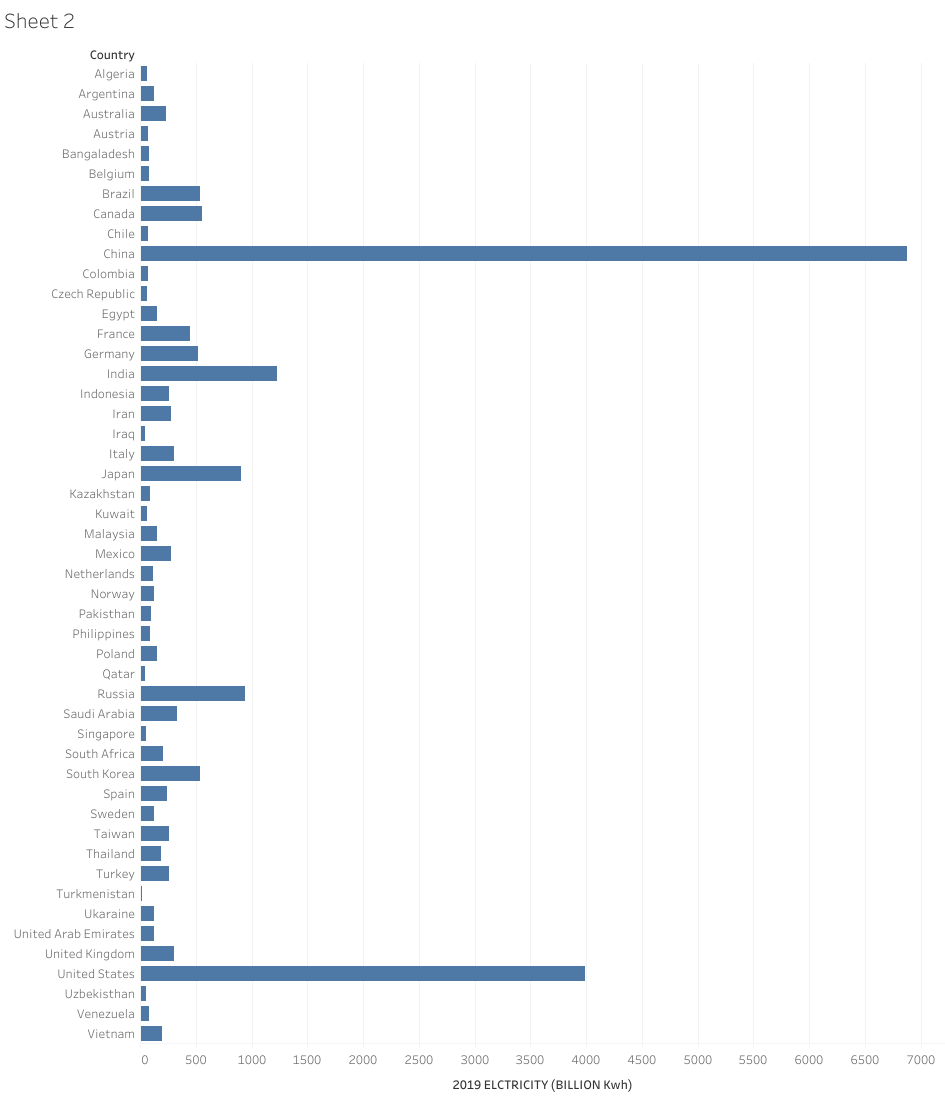 Sheet 2
Country
Algeria
Argentina
Australia
Austria
Bangaladesh
Belgium
Brazil
Canada
Chile
China
Colombia
Czech Republic
Egypt
France
Germany
India
Indonesia
Iran
Iraq
Italy
Japan
Kazakhstan
Kuwait
Malaysia
Mexico
Netherlands
Norway
Pakisthan
Philippines
Poland
Qatar
Russia
Saudi Arabia
Singapore
South Africa
South Korea
Spain
Sweden
Taiwan
Thailand
Turkey
Turkmenistan
Ukaraine
United Arab Emirates
United Kingdom
United States
Uzbekisthan
Venezuela
Vietnam
0 500 1000 1500 2000 2500 3000 3500 4000 4500 5000 5500 6000 6500 7000
2019 ELCTRICITY (BILLION Kwh)